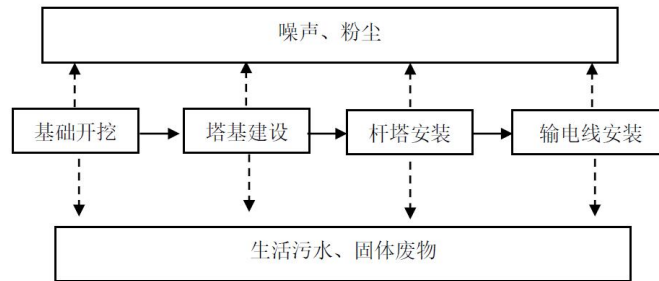 噪声、粉尘
基础开挖
塔基建设
杆塔安装
输电线安装
生活污水、固体废物